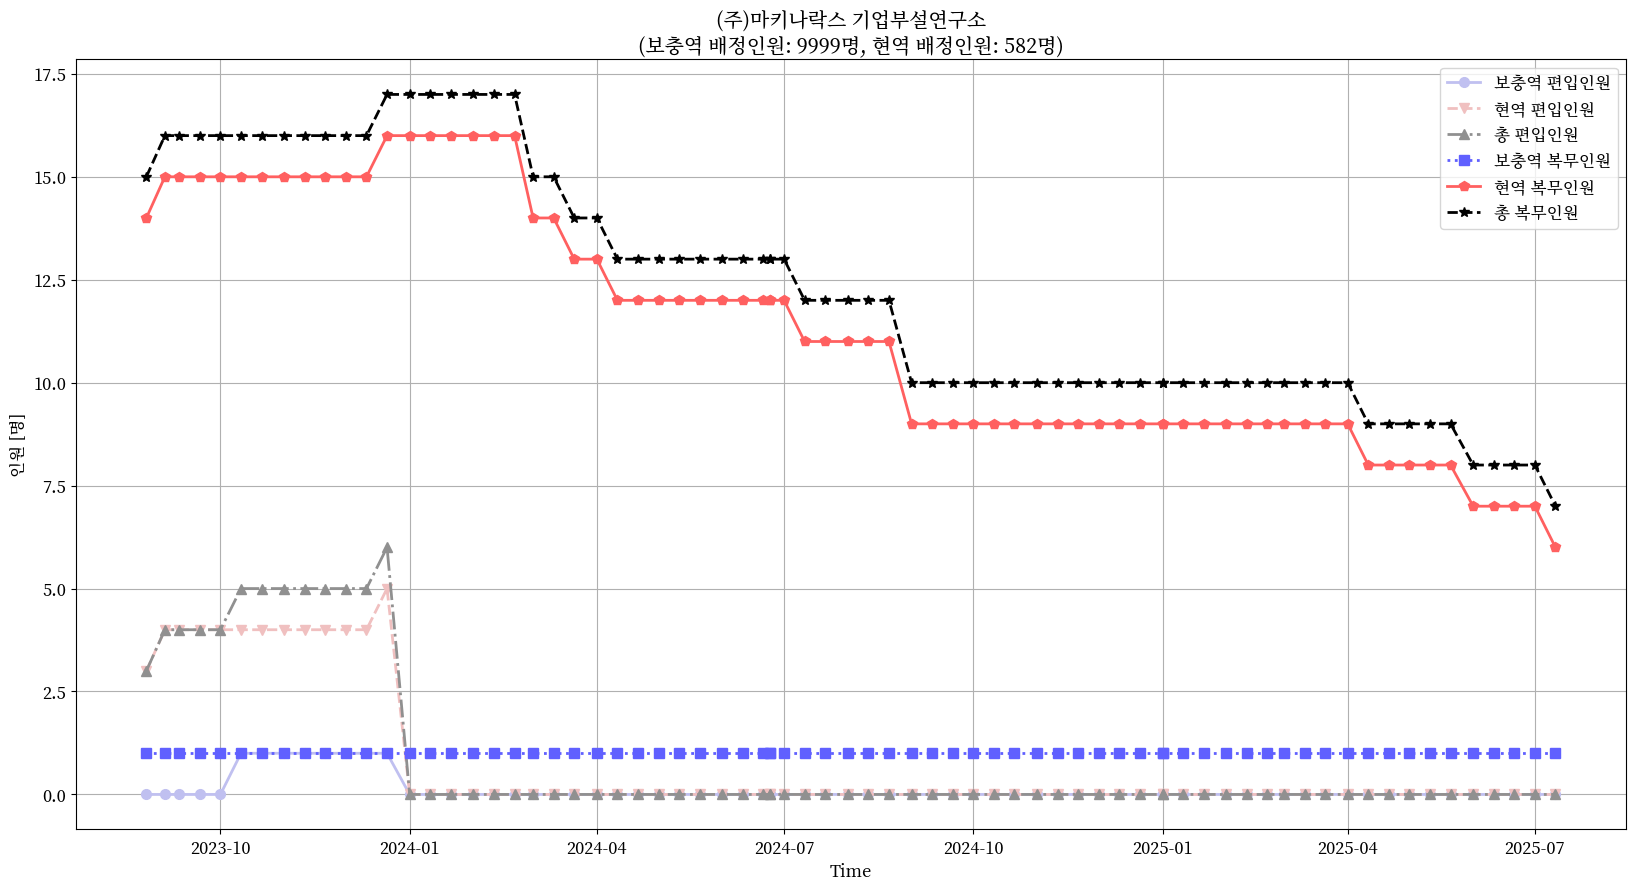 (주)마키나락스 기업부설연구소
(보충역 배정인원: 9999명, 현역 배정인원: 582명)
17.5
15.0
12.5
10.0
7.5
5.0
2.5
0.0
인원 [명]
보충역 편입인원
현역 편입인원
총 편입인원
보충역 복무인원
현역 복무인원
총 복무인원
2023-10
2024-01
2024-04
2024-07
2024-10
2025-01
2025-04
2025-07
Time